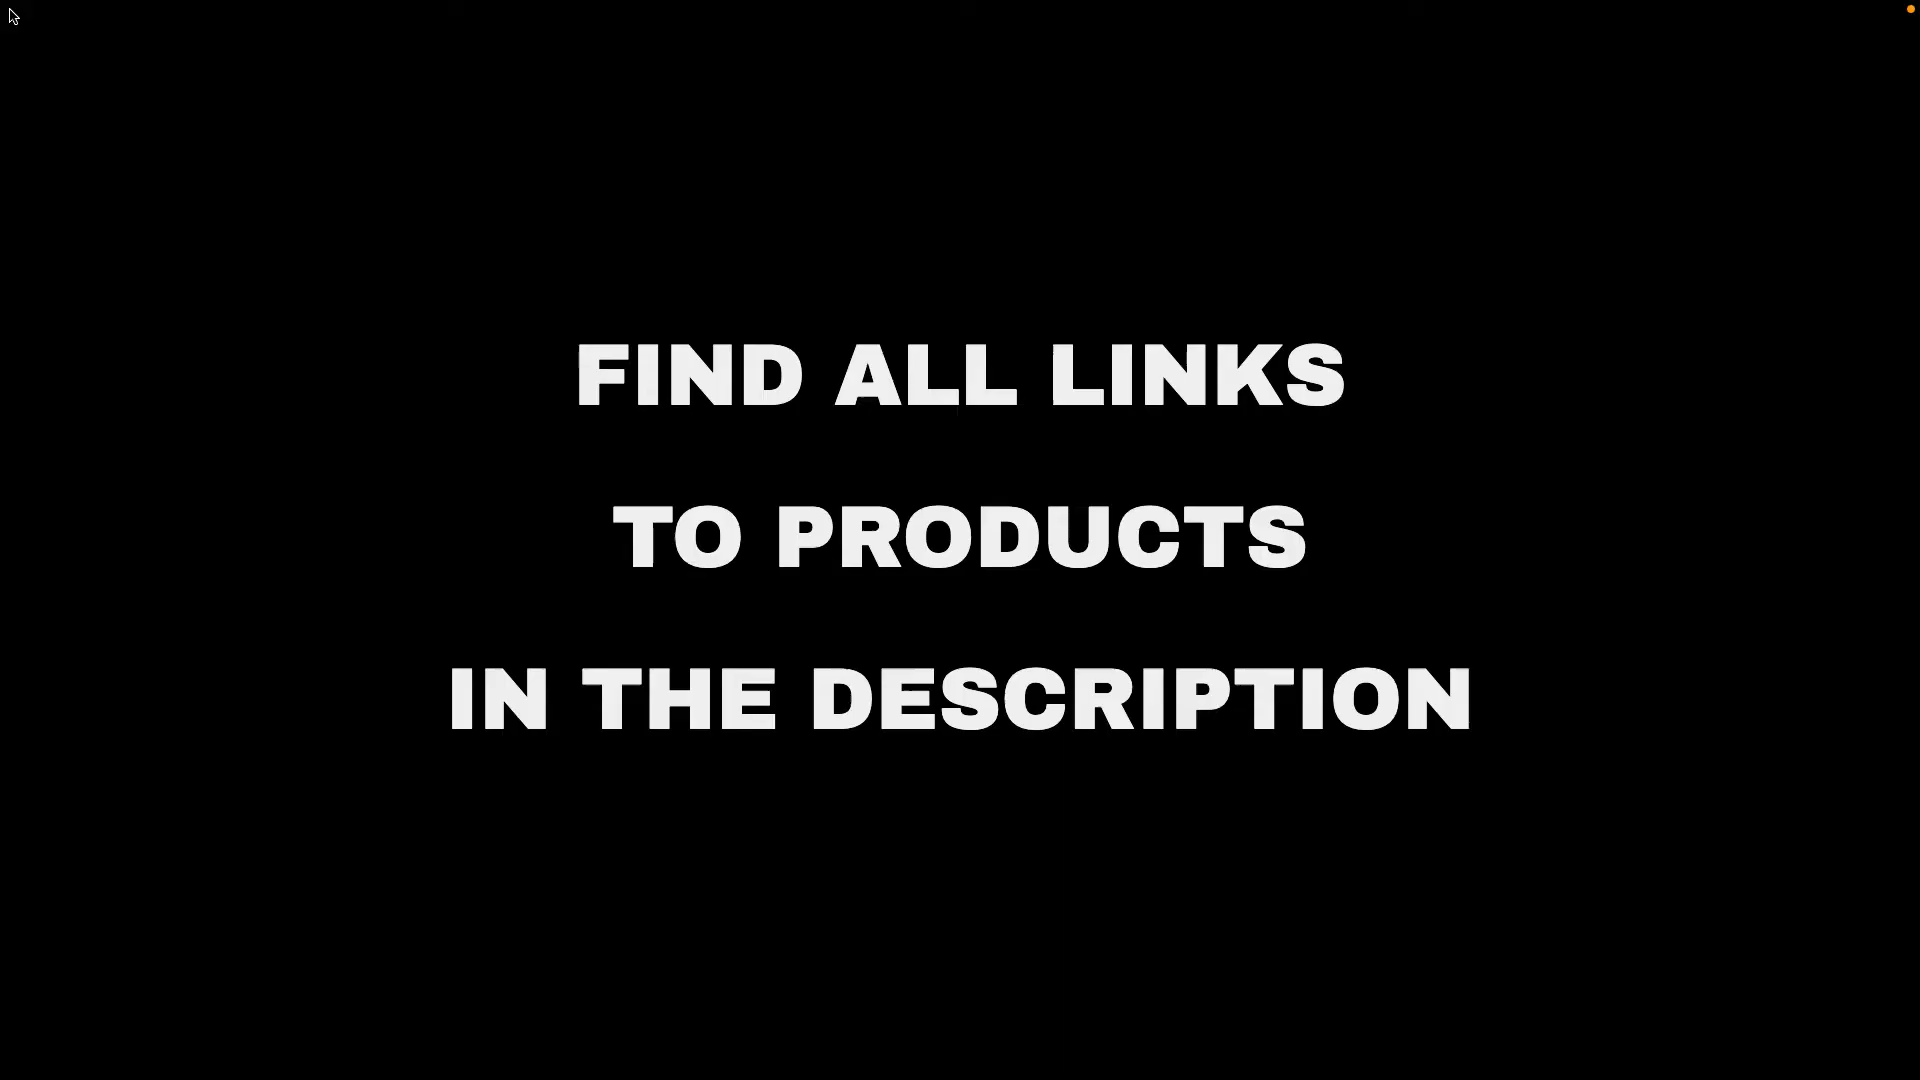 FIND ALL LINKS
TO PRODUCTS
IN THE DESCRIPTION